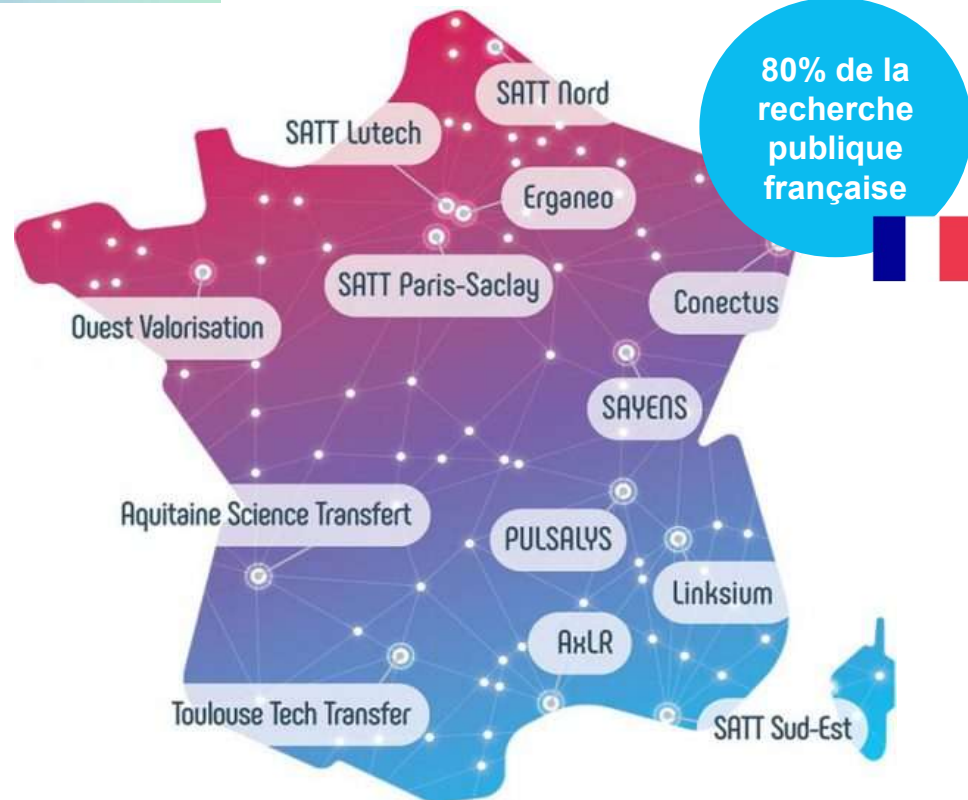 80% de la
recherche
publique
française
SATT Nord
SATT Lutech
Erganeo
SATT Paris-Saclay
Conectus
Ouest Valorisation
SAYENS
Aquitaine Science Transfert
PULSALYS
Linksium
AxLR
Toulouse Tech Transfer
SATT Sud-Est